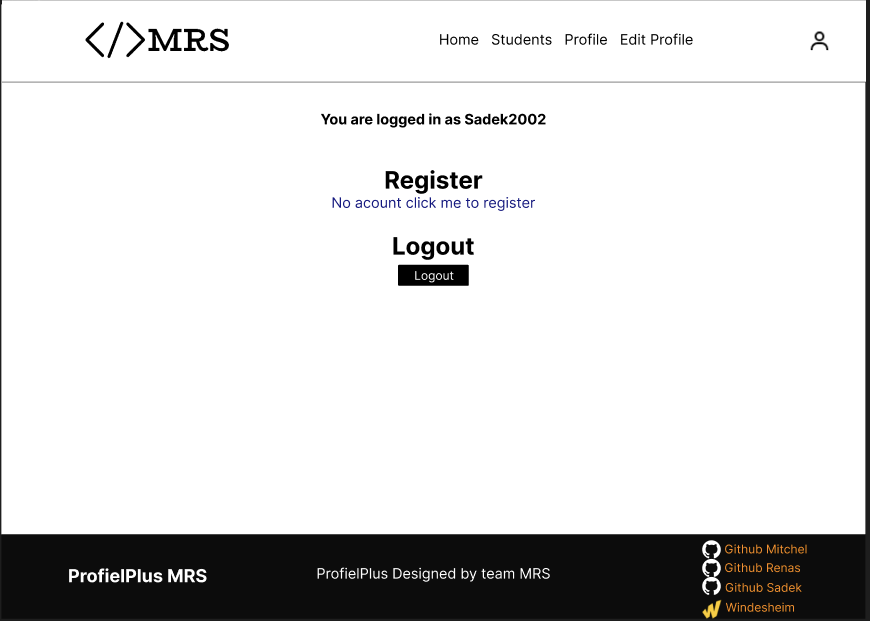 </>MRS
Home Students Profile Edit Profile
You are logged in as Sadek2002
Register
No acount click me to register
Logout
Logout
ProfielPlus MRS
ProfielPlus Designed by team MRS
Github Mitchel
Github Renas
Github Sadek
Windesheim